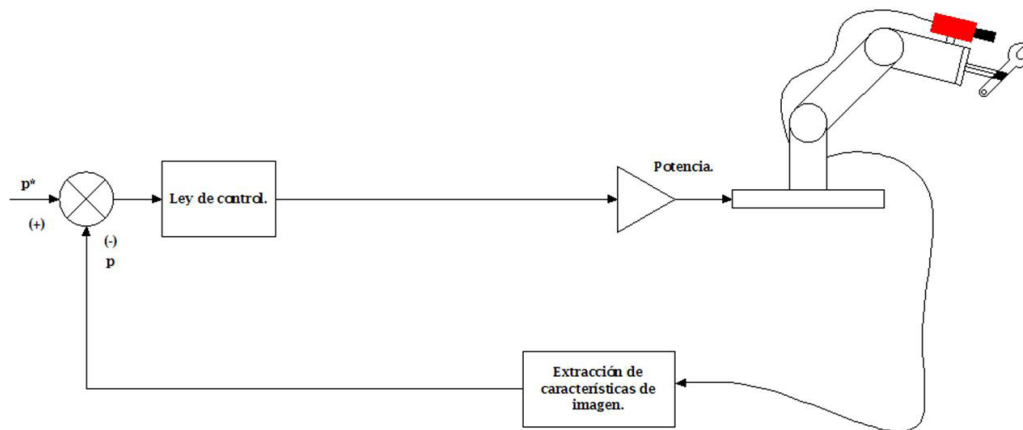 Potencia.
p*
Ley de control.
(+)
(-)
p
Extracción de
características de
imagen.